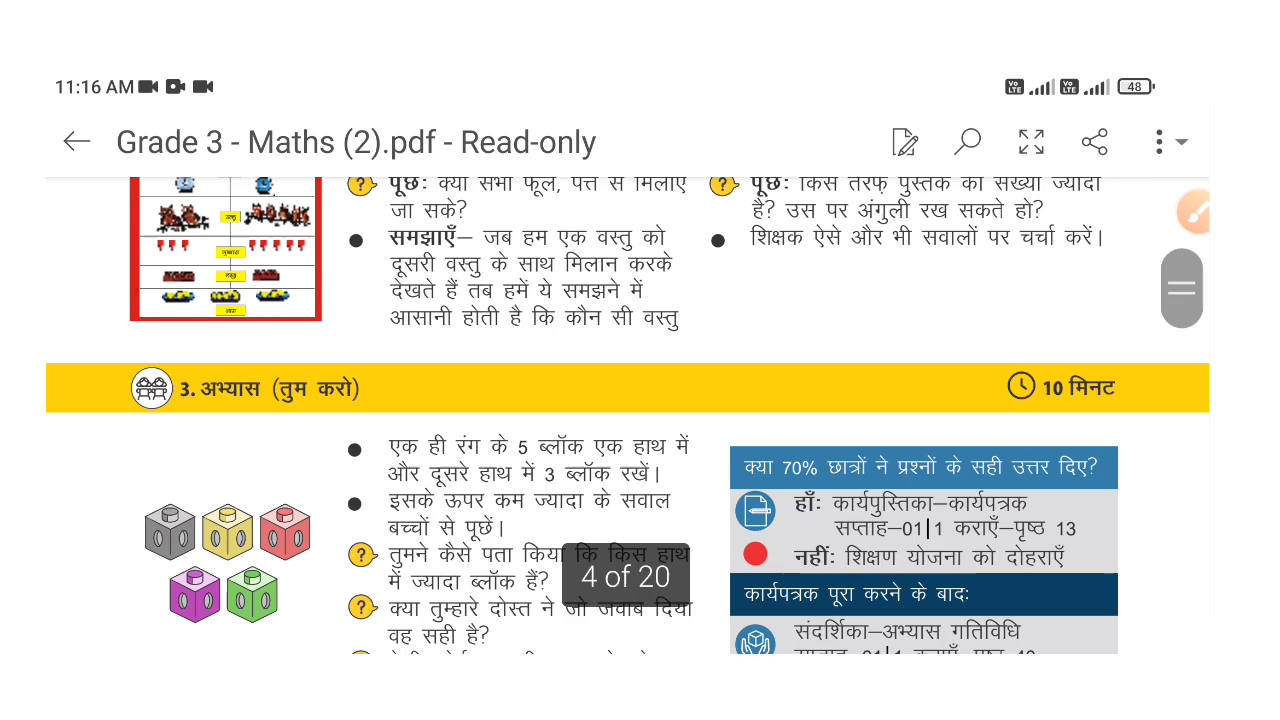 11:16 AM
48
Grade 3 - Maths (2).pdf - Read-only
पूछें: क्या सभी फूल, पत्ते से मिलाए
जा सके?
समझाएँ– जब हम एक वस्तु को
दूसरी वस्तु के साथ मिलान करके
देखते हैं तब हमें ये समझने में
आसानी होती है कि कौन सी वस्तु
पूछें: किस तरफ़ पुस्तक की संख्या ज्यादा
है? उस पर अंगुली रख सकते हो?
शिक्षक ऐसे और भी सवालों पर चर्चा करें।
3. अभ्यास (तुम करो)
10 मिनट
एक ही रंग के 5 ब्लॉक एक हाथ में
और दूसरे हाथ में 3 ब्लॉक रखें।
इसके ऊपर कम ज्यादा के सवाल
बच्चों से पूछें।
तुमने कैसे पता किया कि किस हाथ
में ज्यादा ब्लॉक हैं?
क्या तुम्हारे दोस्त ने जो जवाब दिया
वह सही है?
4 of 20
क्या 70% छात्रों ने प्रश्नों के सही उत्तर दिए?
हाँ: कार्यपुस्तिका–कार्यपत्रक
सप्ताह–01|1 कराएँ–पृष्ठ 13
नहीं: शिक्षण योजना को दोहराएँ
कार्यपत्रक पूरा करने के बाद:
संदर्शिका–अभ्यास गतिविधि